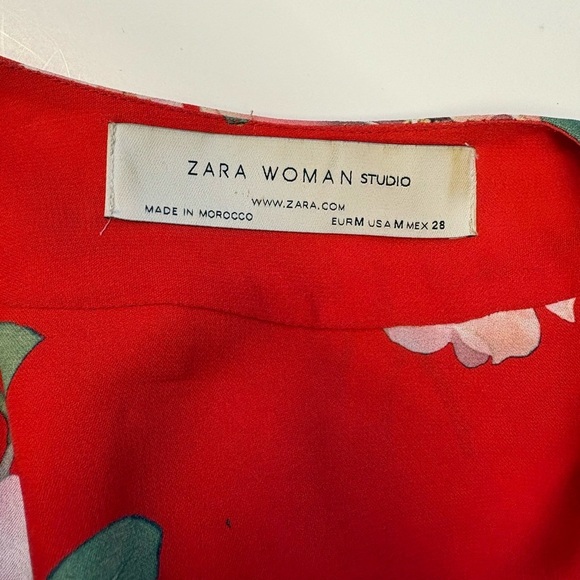 ZARA WOMAN STUDIO
WWW.ZARA.COM
MADE IN MOROCCO EUR M USA M MEX 28